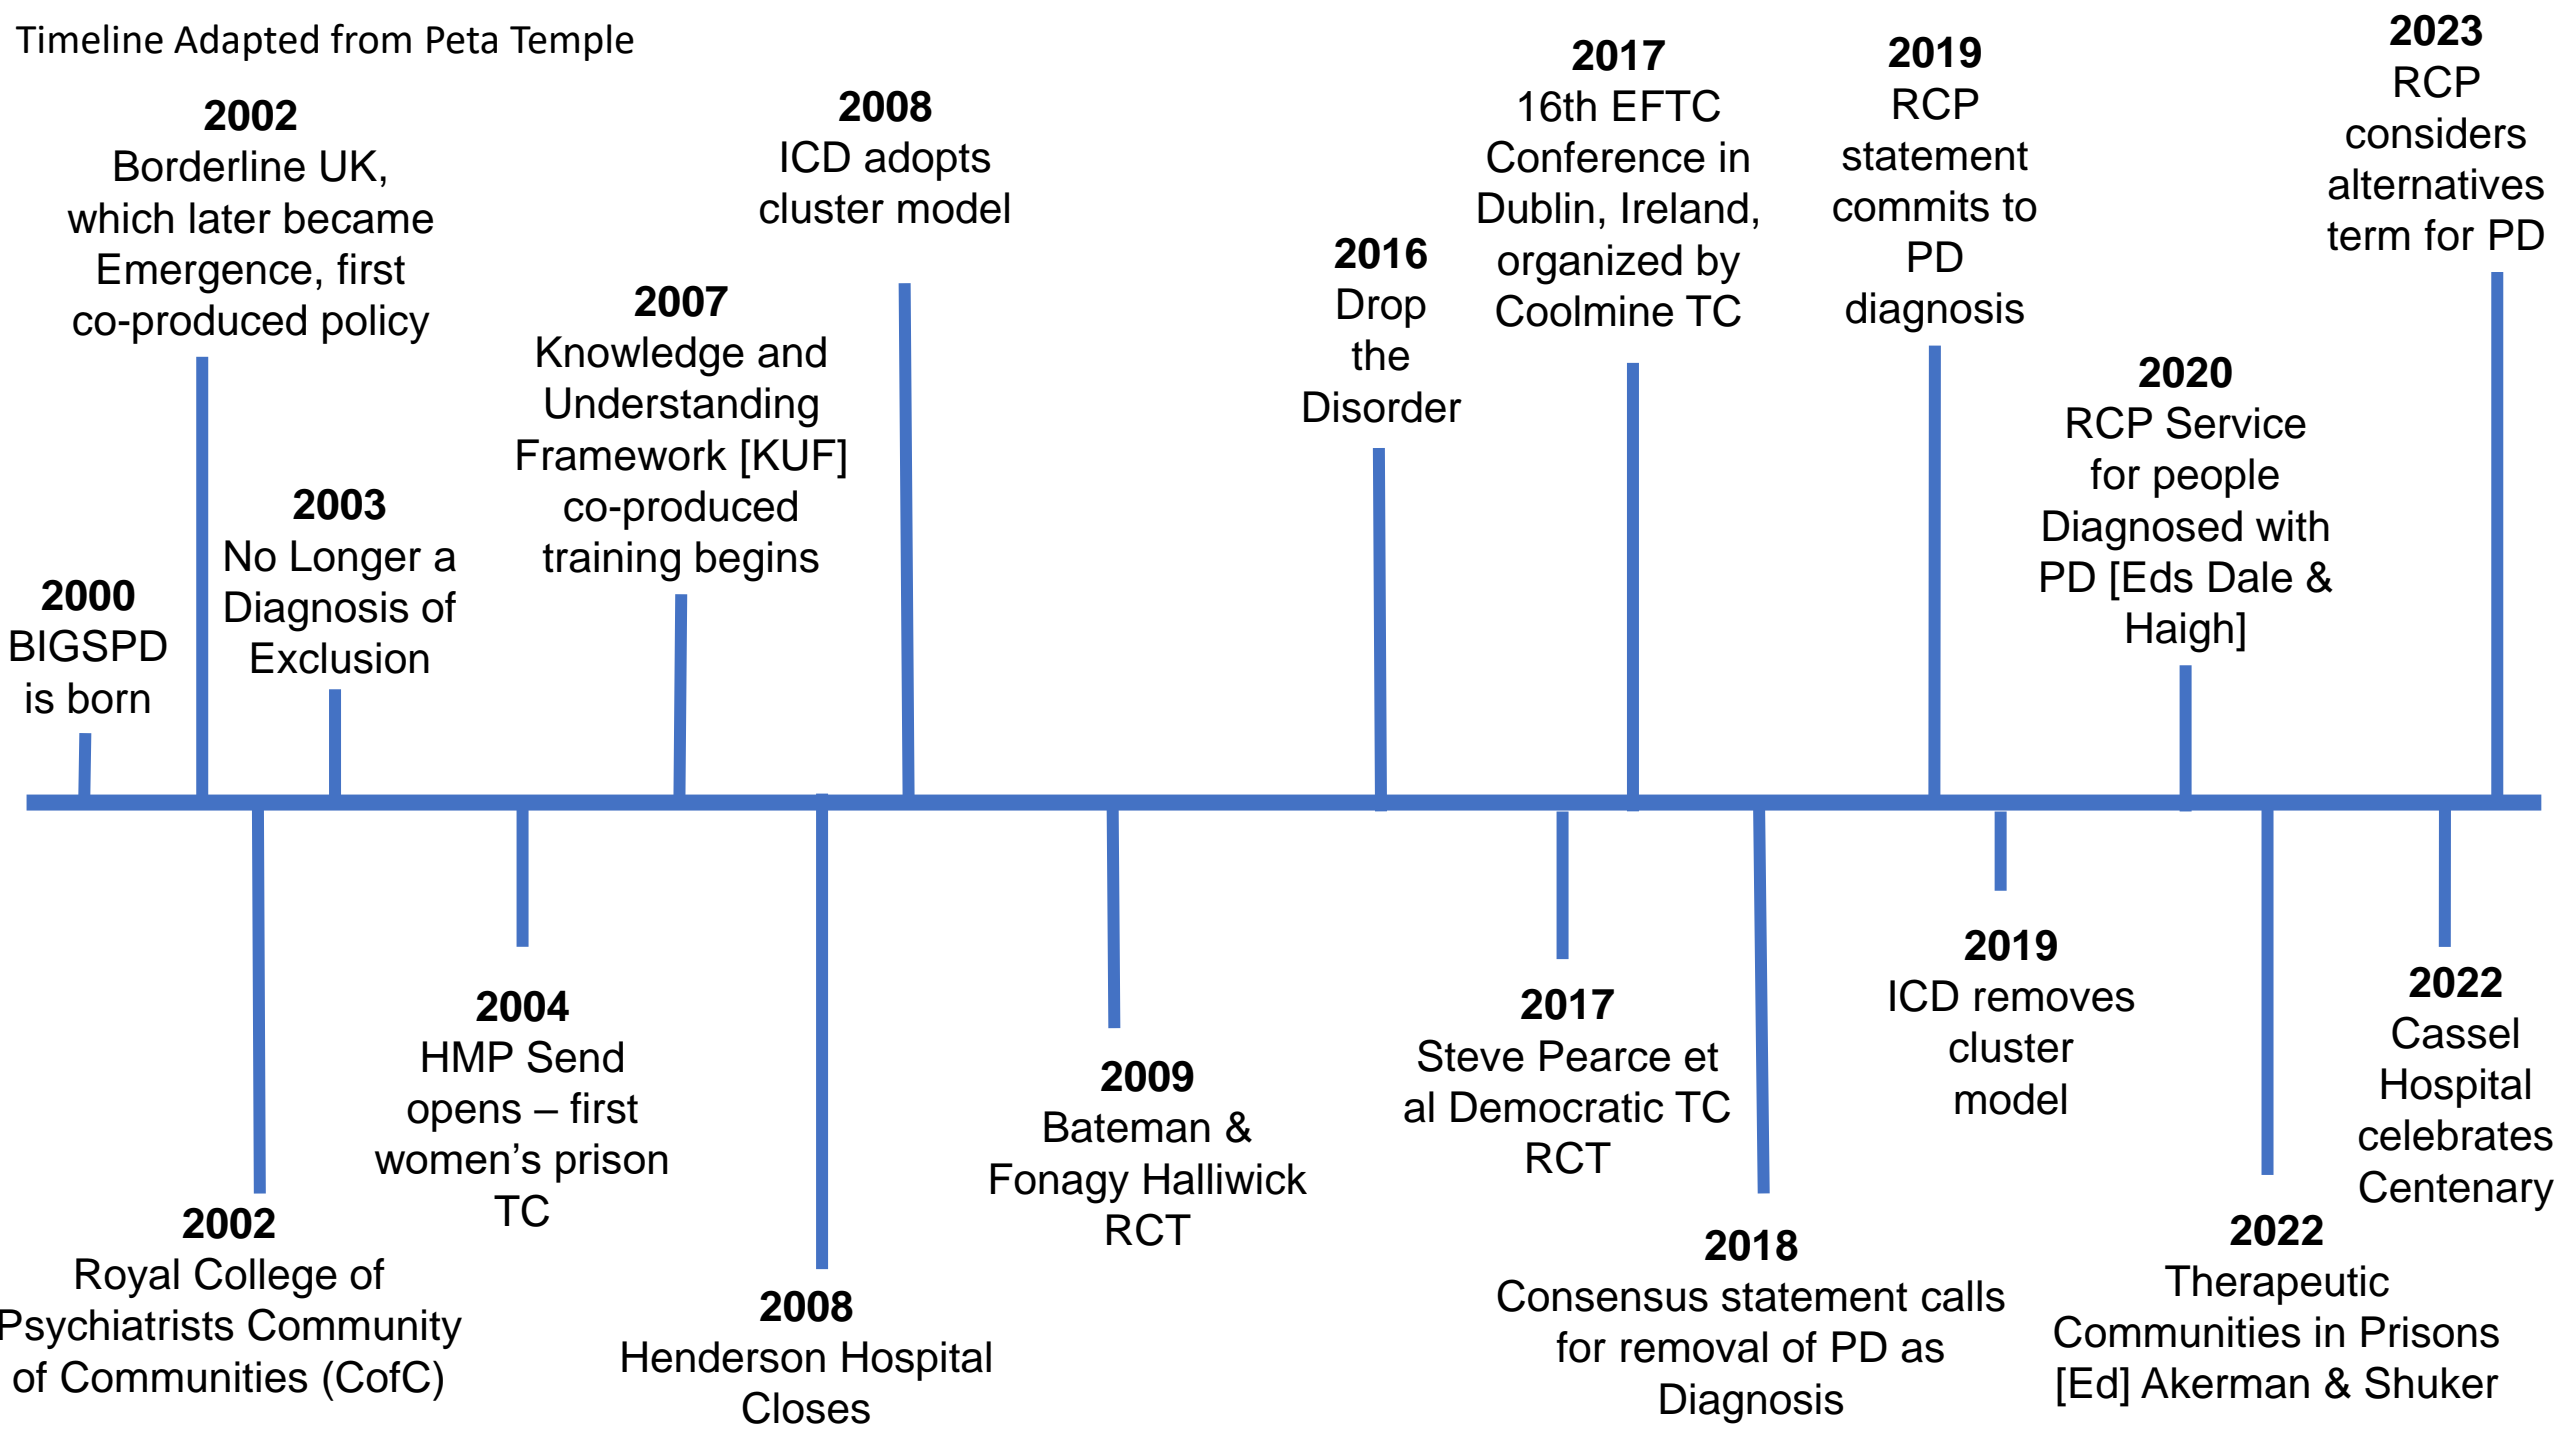 Timeline Adapted from Peta Temple
2000
BIGSPD
is born
2002
Borderline UK,
which later became
Emergence, first
co-produced policy
2003
No Longer a
Diagnosis of
Exclusion
2007
Knowledge and
Understanding
Framework [KUF]
co-produced
training begins
2008
ICD adopts
cluster model
2016
Drop
the
Disorder
2017
16th EFTC
Conference in
Dublin, Ireland,
organized by
Coolmine TC
2019
RCP
statement
commits to
PD
diagnosis
2020
RCP Service
for people
Diagnosed with
PD [Eds Dale &
Haigh]
2023
RCP
considers
alternatives
term for PD
2002
Royal College of
Psychiatrists Community
of Communities (CofC)
2004
HMP Send
opens – first
women’s prison
TC
2008
Henderson Hospital
Closes
2009
Bateman &
Fonagy Halliwick
RCT
2017
Steve Pearce et
al Democratic TC
RCT
2018
Consensus statement calls
for removal of PD as
Diagnosis
2019
ICD removes
cluster
model
2022
Therapeutic
Communities in Prisons
[Ed] Akerman & Shuker
2022
Cassel
Hospital
celebrates
Centenary